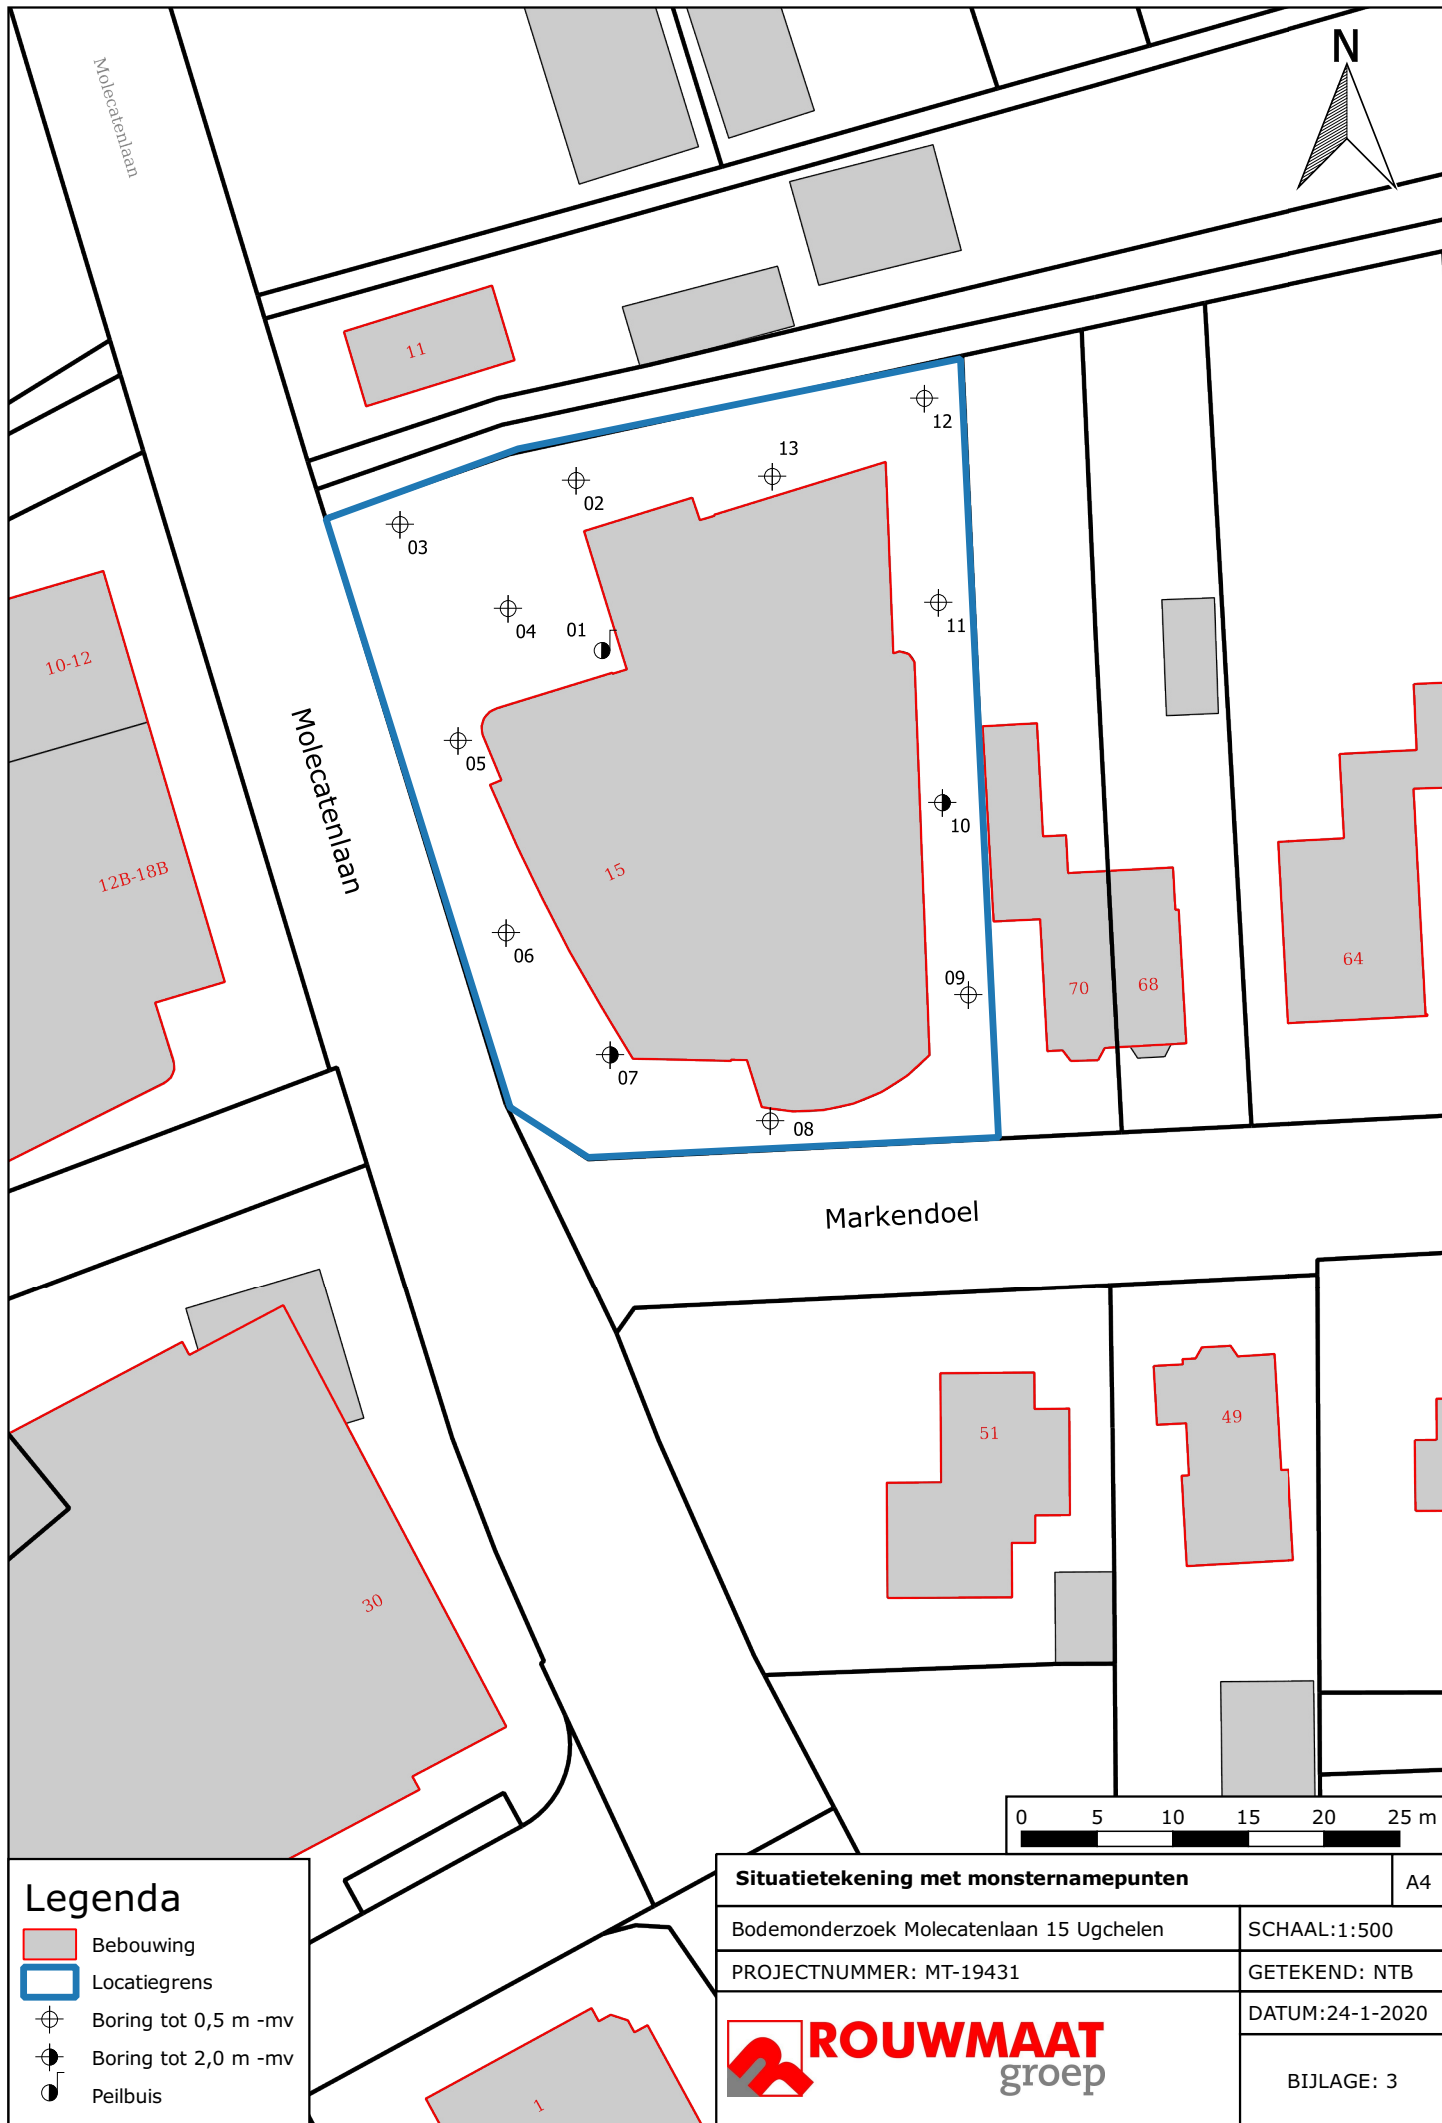 Molecatenlaan
N
11
12
13
02
03
04
01
11
10-12
05
Molecatenlaan
10
12B-18B
15
06
09
64
70
68
07
08
Markendoel
51
49
30
0 5 10 15 20 25 m
Legenda
Bebouwing
Locatiegrens
Boring tot 0,5 m -mv
Boring tot 2,0 m -mv
Peilbuis
1
Situatietekening met monsternamepunten
A4
Bodemonderzoek Molecatenlaan 15 Ugchelen
SCHAAL:1:500
PROJECTNUMMER: MT-19431
GETEKEND: NTB
DATUM:24-1-2020
ROUWMAAT
groep
BIJLAGE: 3